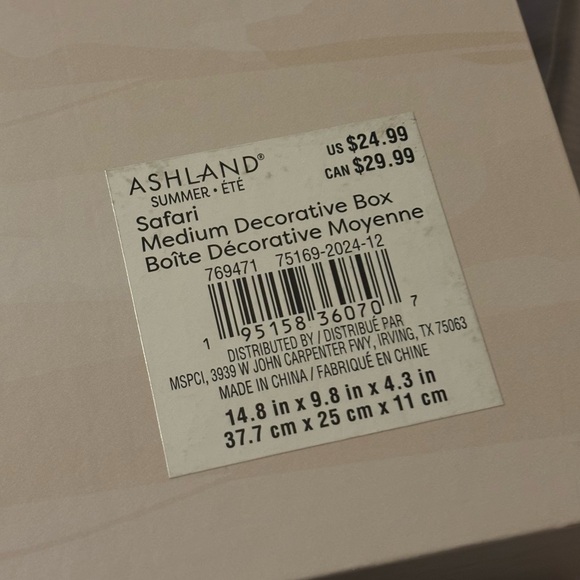 ASHLAND®
SUMMER • ÉTÉ
US $24.99
CAN $29.99
Safari
Medium Decorative Box
Boîte Décorative Moyenne
769471 75169-2024-12
1 95158 36070 7
DISTRIBUTED BY / DISTRIBUÉ PAR
MSPCI, 3939 W JOHN CARPENTER FWY, IRVING, TX 75063
MADE IN CHINA / FABRIQUÉ EN CHINE
14.8 in x 9.8 in x 4.3 in
37.7 cm x 25 cm x 11 cm